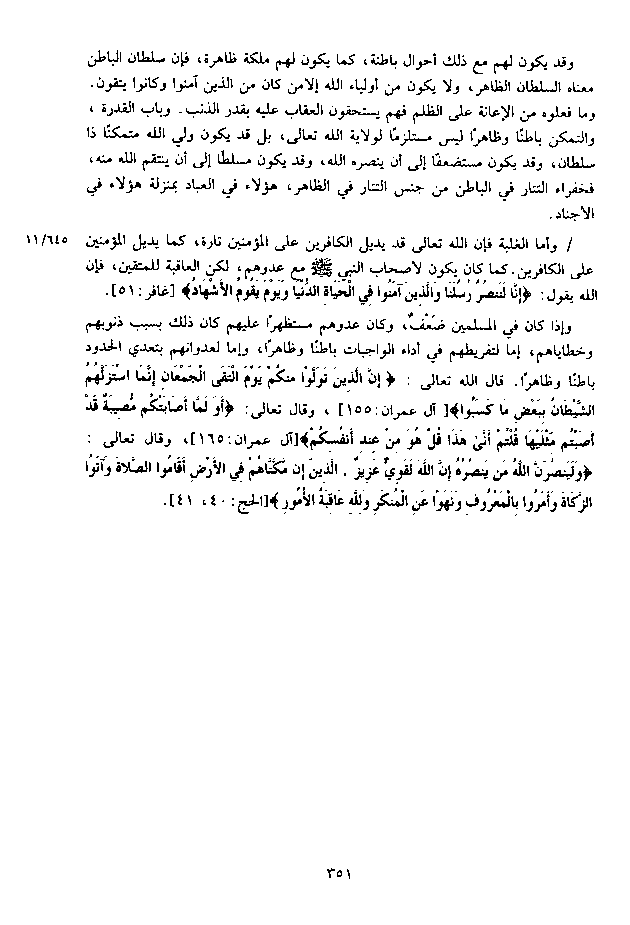 وقد يكون لهم مع ذلك أحوال باطنة، كما يكون لهم ملكة ظاهرة، فإن سلطان الباطن
معناه السلطان الظاهر، ولا يكون من أولياء الله إلا من كان من الذين آمنوا وكانوا يتقون.
وما فعلوه من الإعانة على الظلم فهم يستحقون العقاب عليه بقدر الذنب. وباب القدرة ،
والتمكن باطنًا وظاهرًا ليس مستلزمًا لولاية الله تعالى، بل قد يكون ولي الله متمكنًا ذا
سلطان، وقد يكون مستضعفًا إلى أن ينصره الله، وقد يكون مسلطًا إلى أن ينتقم الله منه،
فخفراء التتار في الباطن من جنس التتار في الظاهر، هؤلاء في العباد بمنزلة هؤلاء في
الأجناد.
/ وأما الغلبة فإن الله تعالى قد يديل الكافرين على المؤمنين تارة، كما يديل المؤمنين ١١/٦٤٥
على الكافرين. كما كان يكون لأصحاب النبي ﷺ مع عدوهم، لكن العاقبة للمتقين، فإن
الله يقول: ﴿إِنَّا لَنَنصُرُ رُسُلَنَا وَالَّذِينَ آمَنُوا فِي الْحَيَاةِ الدُّنْيَا وَيَوْمَ يَقُومُ الأَشْهَادُ﴾ [غافر: ٥١].
وإذا كان في المسلمين ضَعْفٌ، وكان عدوهم مستظهرًا عليهم كان ذلك بسبب ذنوبهم
وخطاياهم، إما لتفريطهم في أداء الواجبات باطنًا وظاهرًا، وإما لعدوانهم بتعدي الحدود
باطنًا وظاهرًا. قال الله تعالى : ﴿ إِنَّ الَّذِينَ تَوَلَّوْا مِنكُمْ يَوْمَ الْتَقَى الْجَمْعَانِ إِنَّمَا اسْتَزَلَّهُمُ
الشَّيْطَانُ بِبَعْضِ مَا كَسَبُوا﴾[ آل عمران: ١٥٥] ، وقال تعالى: ﴿أَوَ لَمَّا أَصَابَتْكُم مُّصِيبَةٌ قَدْ
أَصَبْتُم مِّثْلَيْهَا قُلْتُمْ أَنَّىٰ هَٰذَا قُلْ هُوَ مِنْ عِندِ أَنفُسِكُمْ﴾[آل عمران: ١٦٥]، وقال تعالى :
﴿وَلَيَنصُرَنَّ اللَّهُ مَن يَنصُرُهُ إِنَّ اللَّهَ لَقَوِيٌّ عَزِيزٌ . الَّذِينَ إِن مَّكَّنَّاهُمْ فِي الأَرْضِ أَقَامُوا الصَّلاةَ وَآتَوُا
الزَّكَاةَ وَأَمَرُوا بِالْمَعْرُوفِ وَنَهَوْا عَنِ الْمُنكَرِ وَلِلَّهِ عَاقِبَةُ الأُمُورِ ﴾[الحج: ٤٠، ٤١].
٣٥١